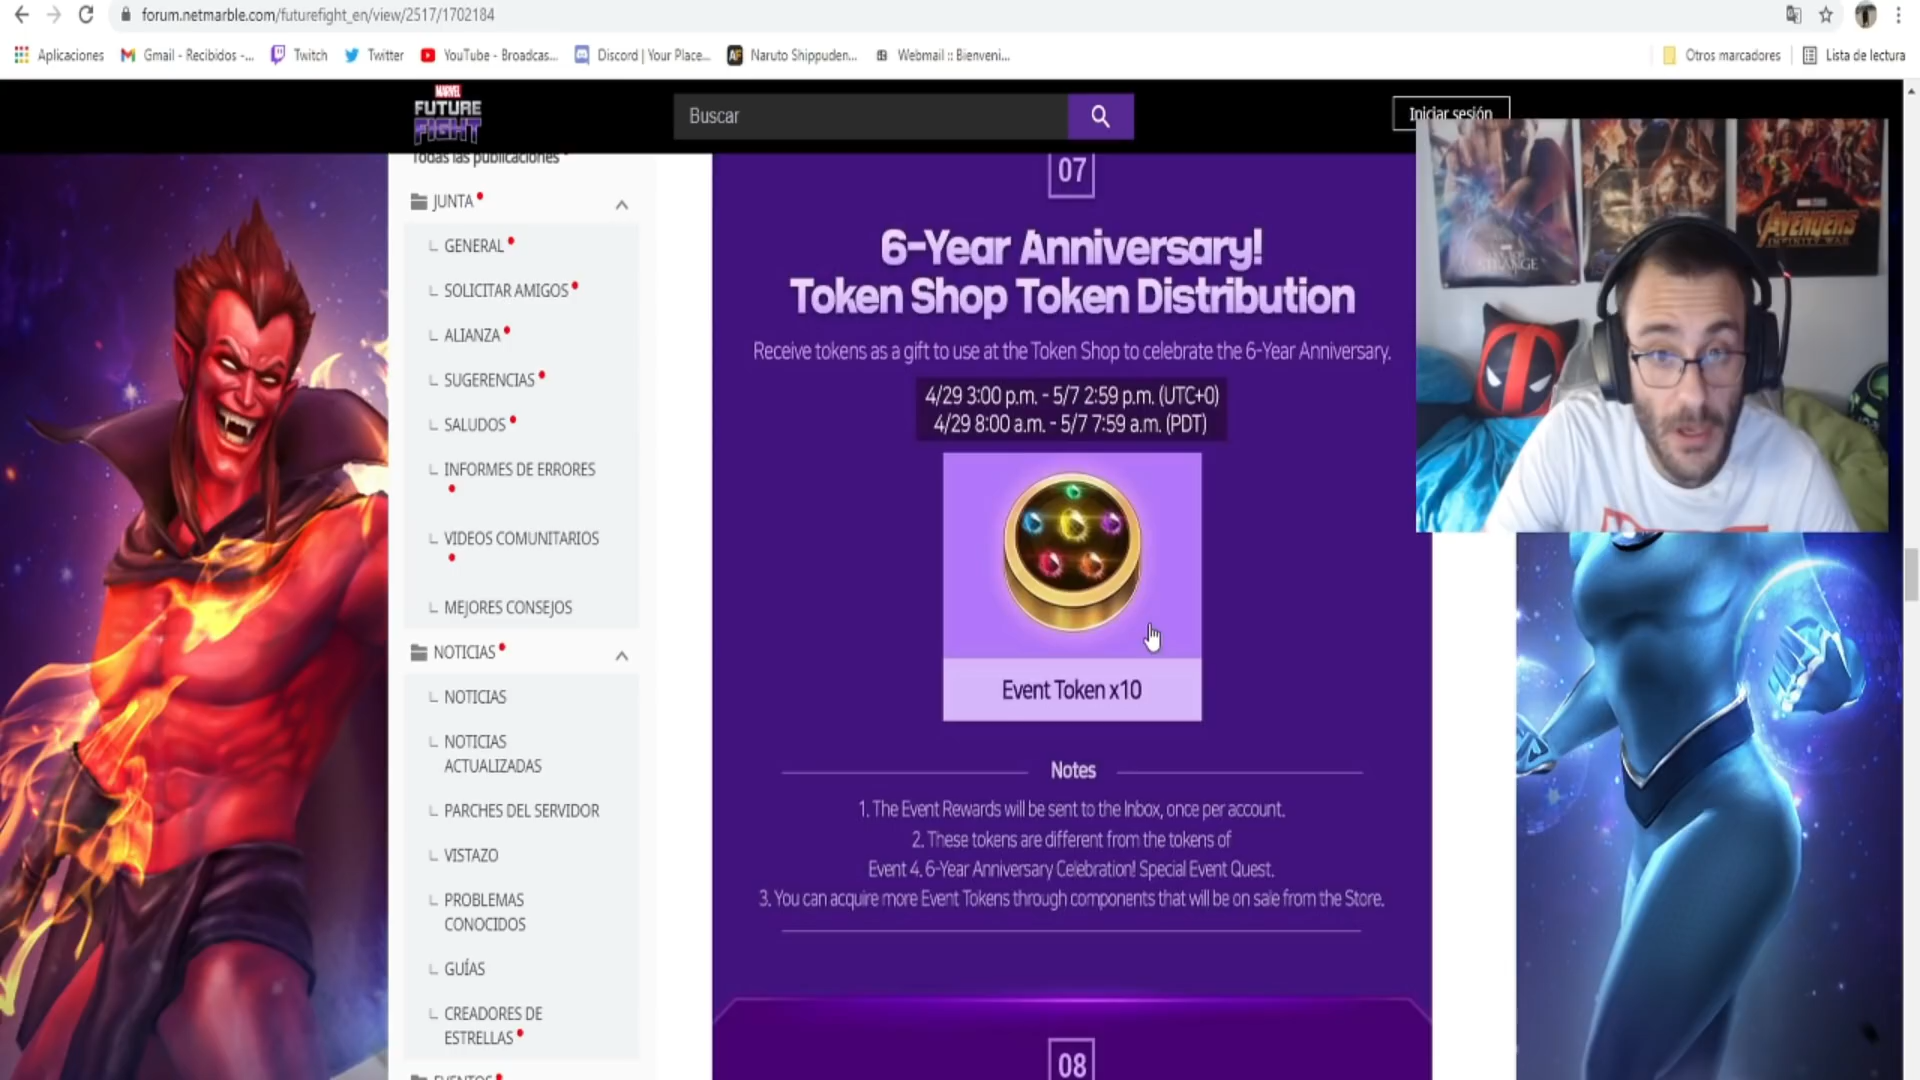 forum.netmarble.com/futurefight_en/view/2517/1702184
Aplicaciones
Gmail - Recibidos -...
Twitch
Twitter
YouTube - Broadcas...
Discord | Your Place...
Naruto Shippuden...
Webmail :: Bienveni...
Otros marcadores
Lista de lectura
MARVEL
FUTURE
FIGHT
Buscar
Iniciar sesión
Todas las publicaciones
JUNTA
GENERAL
SOLICITAR AMIGOS
ALIANZA
SUGERENCIAS
SALUDOS
INFORMES DE ERRORES
VIDEOS COMUNITARIOS
MEJORES CONSEJOS
NOTICIAS
NOTICIAS
NOTICIAS
ACTUALIZADAS
PARCHES DEL SERVIDOR
VISTAZO
PROBLEMAS
CONOCIDOS
GUÍAS
CREADORES DE
ESTRELLAS
EVENTOS
07
6-Year Anniversary!
Token Shop Token Distribution
Receive tokens as a gift to use at the Token Shop to celebrate the 6-Year Anniversary.
4/29 3:00 p.m. - 5/7 2:59 p.m. (UTC+0)
4/29 8:00 a.m. - 5/7 7:59 a.m. (PDT)
Event Token x10
Notes
1. The Event Rewards will be sent to the Inbox, once per account.
2. These tokens are different from the tokens of
Event 4. 6-Year Anniversary Celebration! Special Event Quest.
3. You can acquire more Event Tokens through components that will be on sale from the Store.
08
STRANGE
AVENGERS
INFINITY WAR